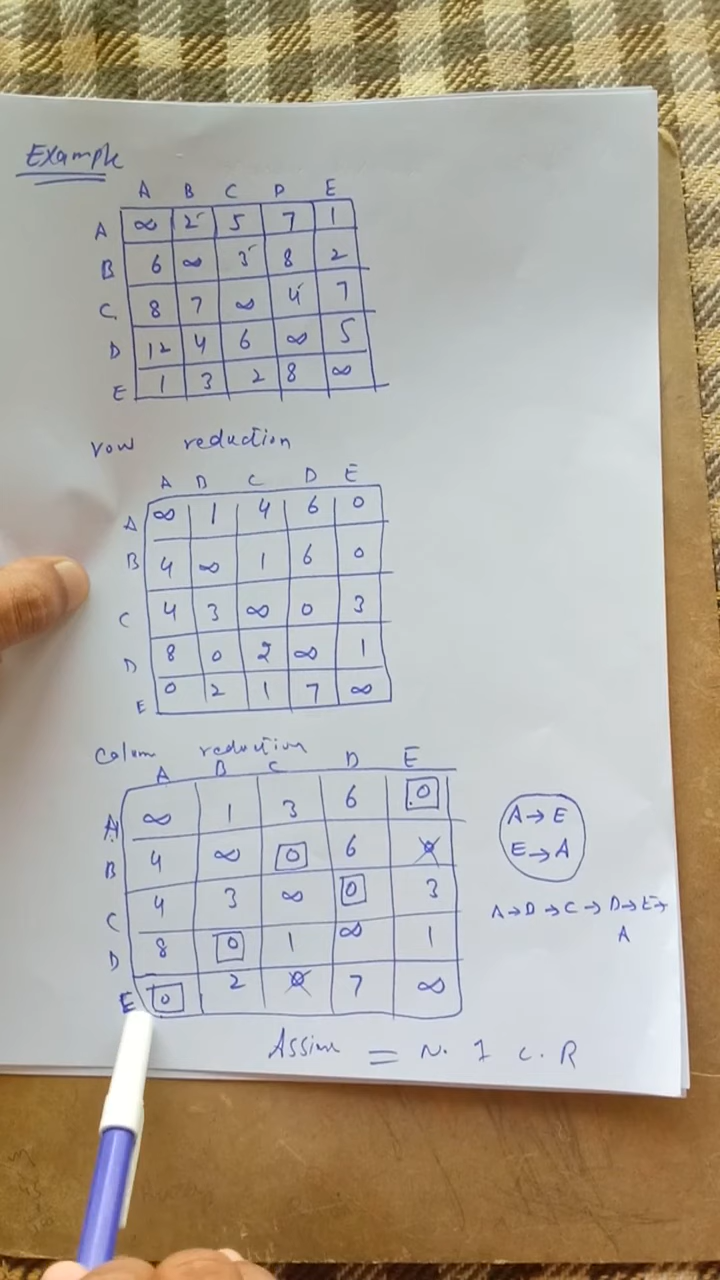 Example
A B C D E
A ∞ 2 5 7 1
B 6 ∞ 3 8 2
C 8 7 ∞ 4 7
D 12 4 6 ∞ 5
E 1 3 2 8 ∞
row reduction
A B C D E
A ∞ 1 4 6 0
B 4 ∞ 1 6 0
C 4 3 ∞ 0 3
D 8 0 2 ∞ 1
E 0 2 1 7 ∞
Colum reduction
A B C D E
A ∞ 1 3 6 0
B 4 ∞ 0 6 0
C 4 3 ∞ 0 3
D 8 0 1 ∞ 1
E 0 2 0 7 ∞
A → E
E → A
A → D → C → D → E →
A
= N. 1 C. R